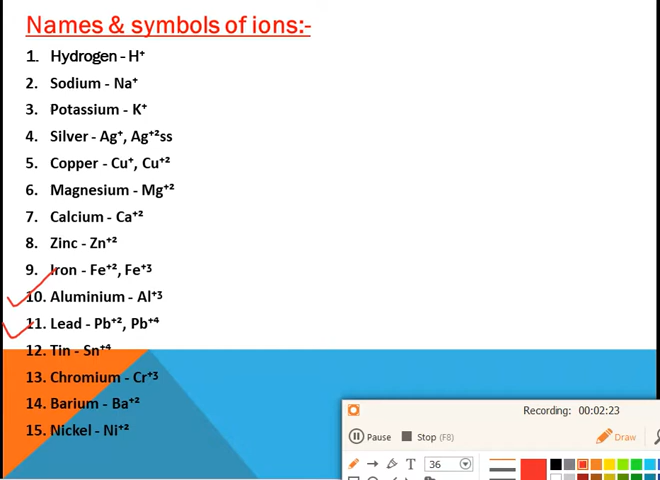 Names & symbols of ions:-
1. Hydrogen - H⁺
2. Sodium - Na⁺
3. Potassium - K⁺
4. Silver - Ag⁺, Ag⁺²ss
5. Copper - Cu⁺, Cu⁺²
6. Magnesium - Mg⁺²
7. Calcium - Ca⁺²
8. Zinc - Zn⁺²
9. Iron - Fe⁺², Fe⁺³
10. Aluminium - Al⁺³
11. Lead - Pb⁺², Pb⁺⁴
12. Tin - Sn⁺⁴
13. Chromium - Cr⁺³
14. Barium - Ba⁺²
15. Nickel - Ni⁺²
Recording: 00:02:23
Pause Stop (F8) Draw
T 36